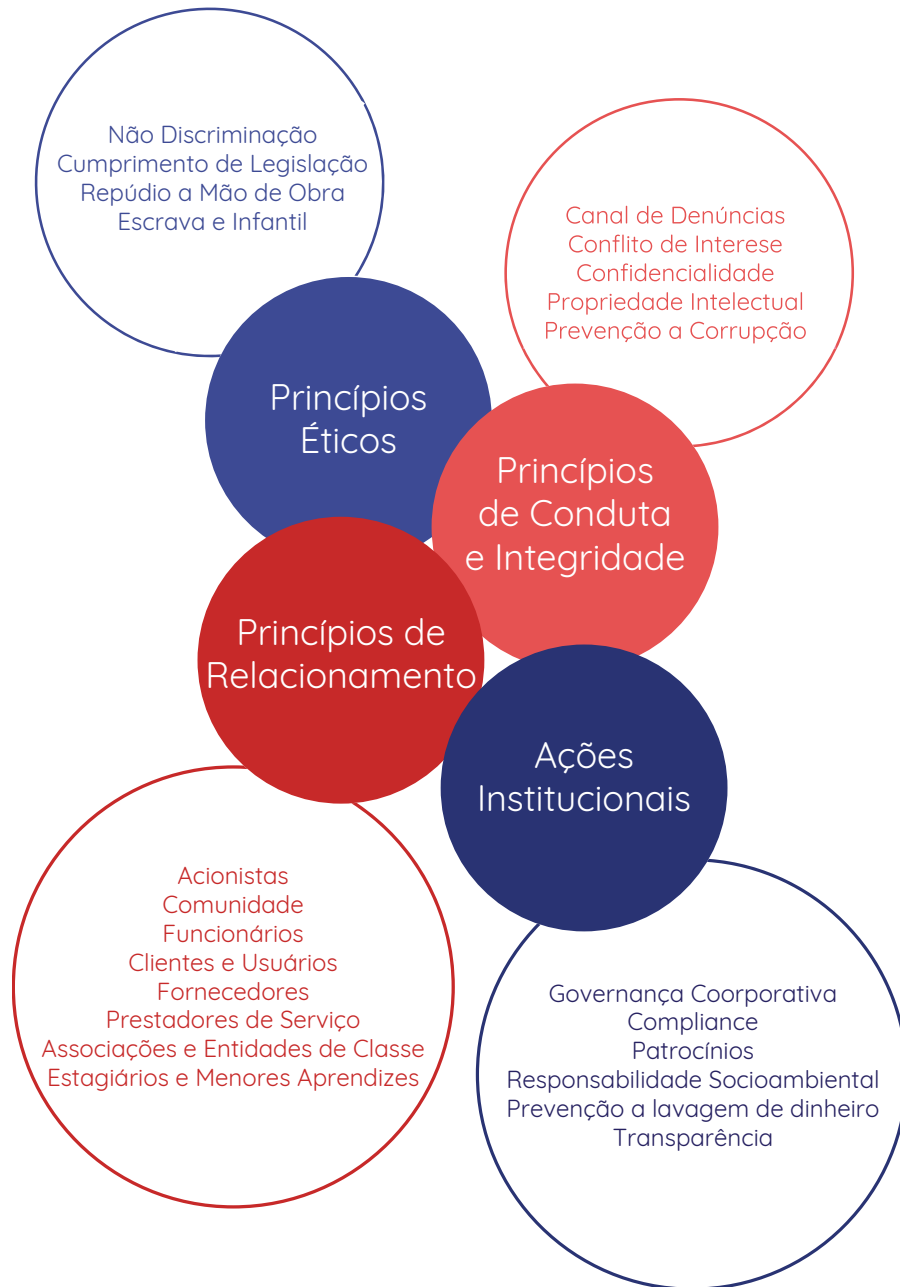 Não Discriminação
Cumprimento de Legislação
Repúdio a Mão de Obra
Escrava e Infantil
Canal de Denúncias
Conflito de Interese
Confidencialidade
Propriedade Intelectual
Prevenção a Corrupção
Princípios
Éticos
Princípios
de Conduta
e Integridade
Princípios de
Relacionamento
Ações
Institucionais
Acionistas
Comunidade
Funcionários
Clientes e Usuários
Fornecedores
Prestadores de Serviço
Associações e Entidades de Classe
Estagiários e Menores Aprendizes
Governança Coorporativa
Compliance
Patrocínios
Responsabilidade Socioambiental
Prevenção a lavagem de dinheiro
Transparência